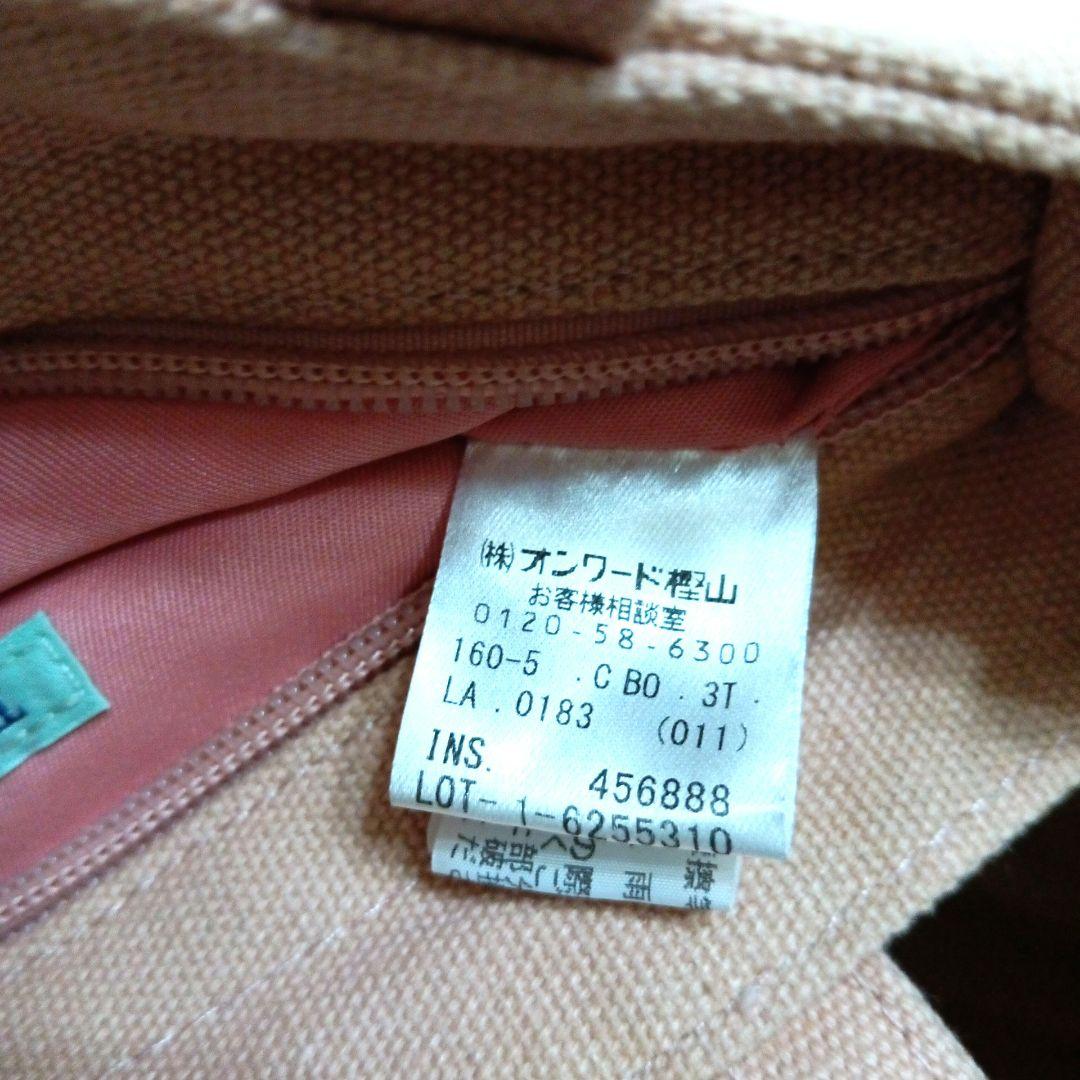 (株)オンワード樫山
お客様相談室
0120-58-6300
160-5 .C BO . 3T .
LA . 0183 (011)
INS. 456888
LOT- 1-6255310